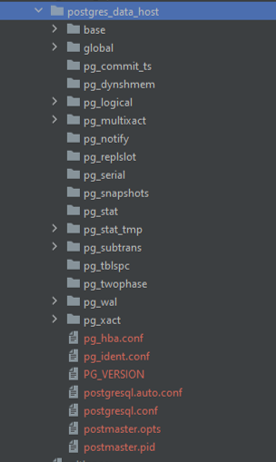 postgres_data_host
base
global
pg_commit_ts
pg_dynshmem
pg_logical
pg_multixact
pg_notify
pg_replslot
pg_serial
pg_snapshots
pg_stat
pg_stat_tmp
pg_subtrans
pg_tblspc
pg_twophase
pg_wal
pg_xact
pg_hba.conf
pg_ident.conf
PG_VERSION
postgresql.auto.conf
postgresql.conf
postmaster.opts
postmaster.pid